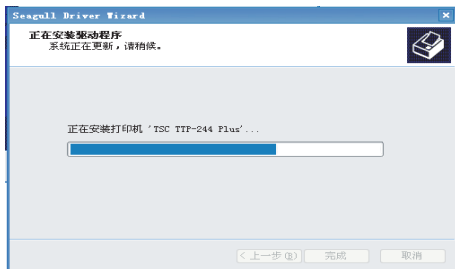 Seagull Driver Wizard
正在安装驱动程序
系统正在更新，请稍候。
正在安装打印机 'TSC TTP-244 Plus'...
< 上一步(B)
完成
取消